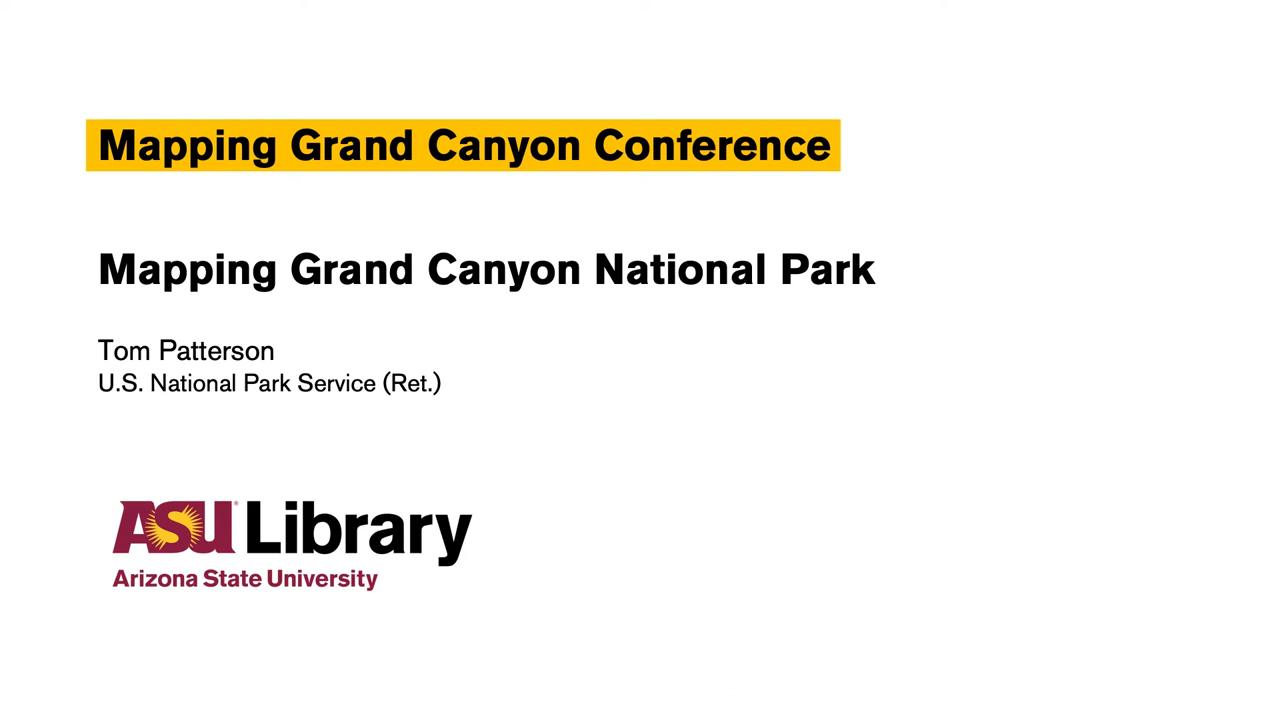 Mapping Grand Canyon Conference
Mapping Grand Canyon National Park
Tom Patterson
U.S. National Park Service (Ret.)
ASU® Library
Arizona State University